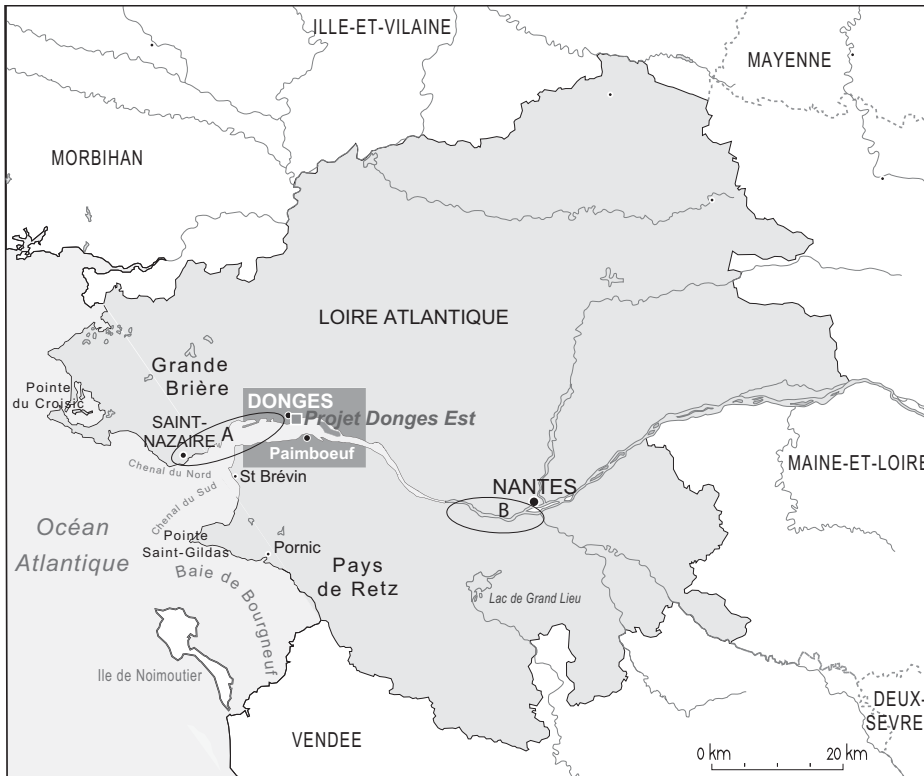 ILLE-ET-VILAINE
MAYENNE
MORBIHAN
LOIRE ATLANTIQUE
Grande
Brière
Pointe
du Croisic
DONGES
Projet Donges Est
SAINT-
NAZAIRE
A
Paimboeuf
Chenal du Nord
St Brévin
Chenal du Sud
NANTES
B
MAINE-ET-LOIRE
Océan
Atlantique
Pointe
Saint-Gildas
Pornic
Baie de Bourgneuf
Pays
de Retz
Lac de Grand Lieu
Ile de Noimoutier
VENDEE
DEUX-
SEVRE
0 km
20 km